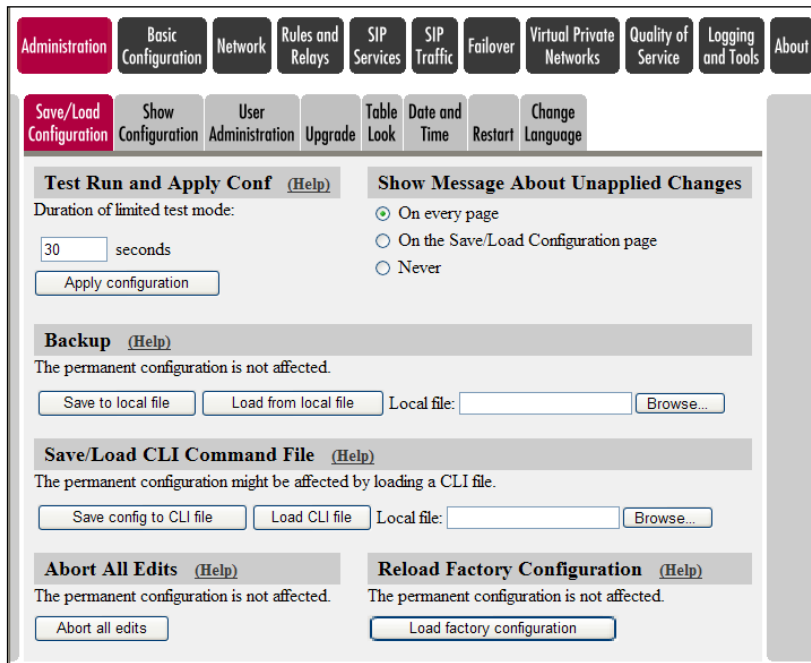 Administration
Basic Configuration
Network
Rules and Relays
SIP Services
SIP Traffic
Failover
Virtual Private Networks
Quality of Service
Logging and Tools
About
Save/Load Configuration
Show Configuration
User Administration
Upgrade
Table Look
Date and Time
Restart
Change Language
Test Run and Apply Conf (Help)
Duration of limited test mode:
30 seconds
Apply configuration
Show Message About Unapplied Changes
On every page
On the Save/Load Configuration page
Never
Backup (Help)
The permanent configuration is not affected.
Save to local file Load from local file Local file: Browse...
Save/Load CLI Command File (Help)
The permanent configuration might be affected by loading a CLI file.
Save config to CLI file Load CLI file Local file: Browse...
Abort All Edits (Help)
The permanent configuration is not affected.
Abort all edits
Reload Factory Configuration (Help)
The permanent configuration is not affected.
Load factory configuration